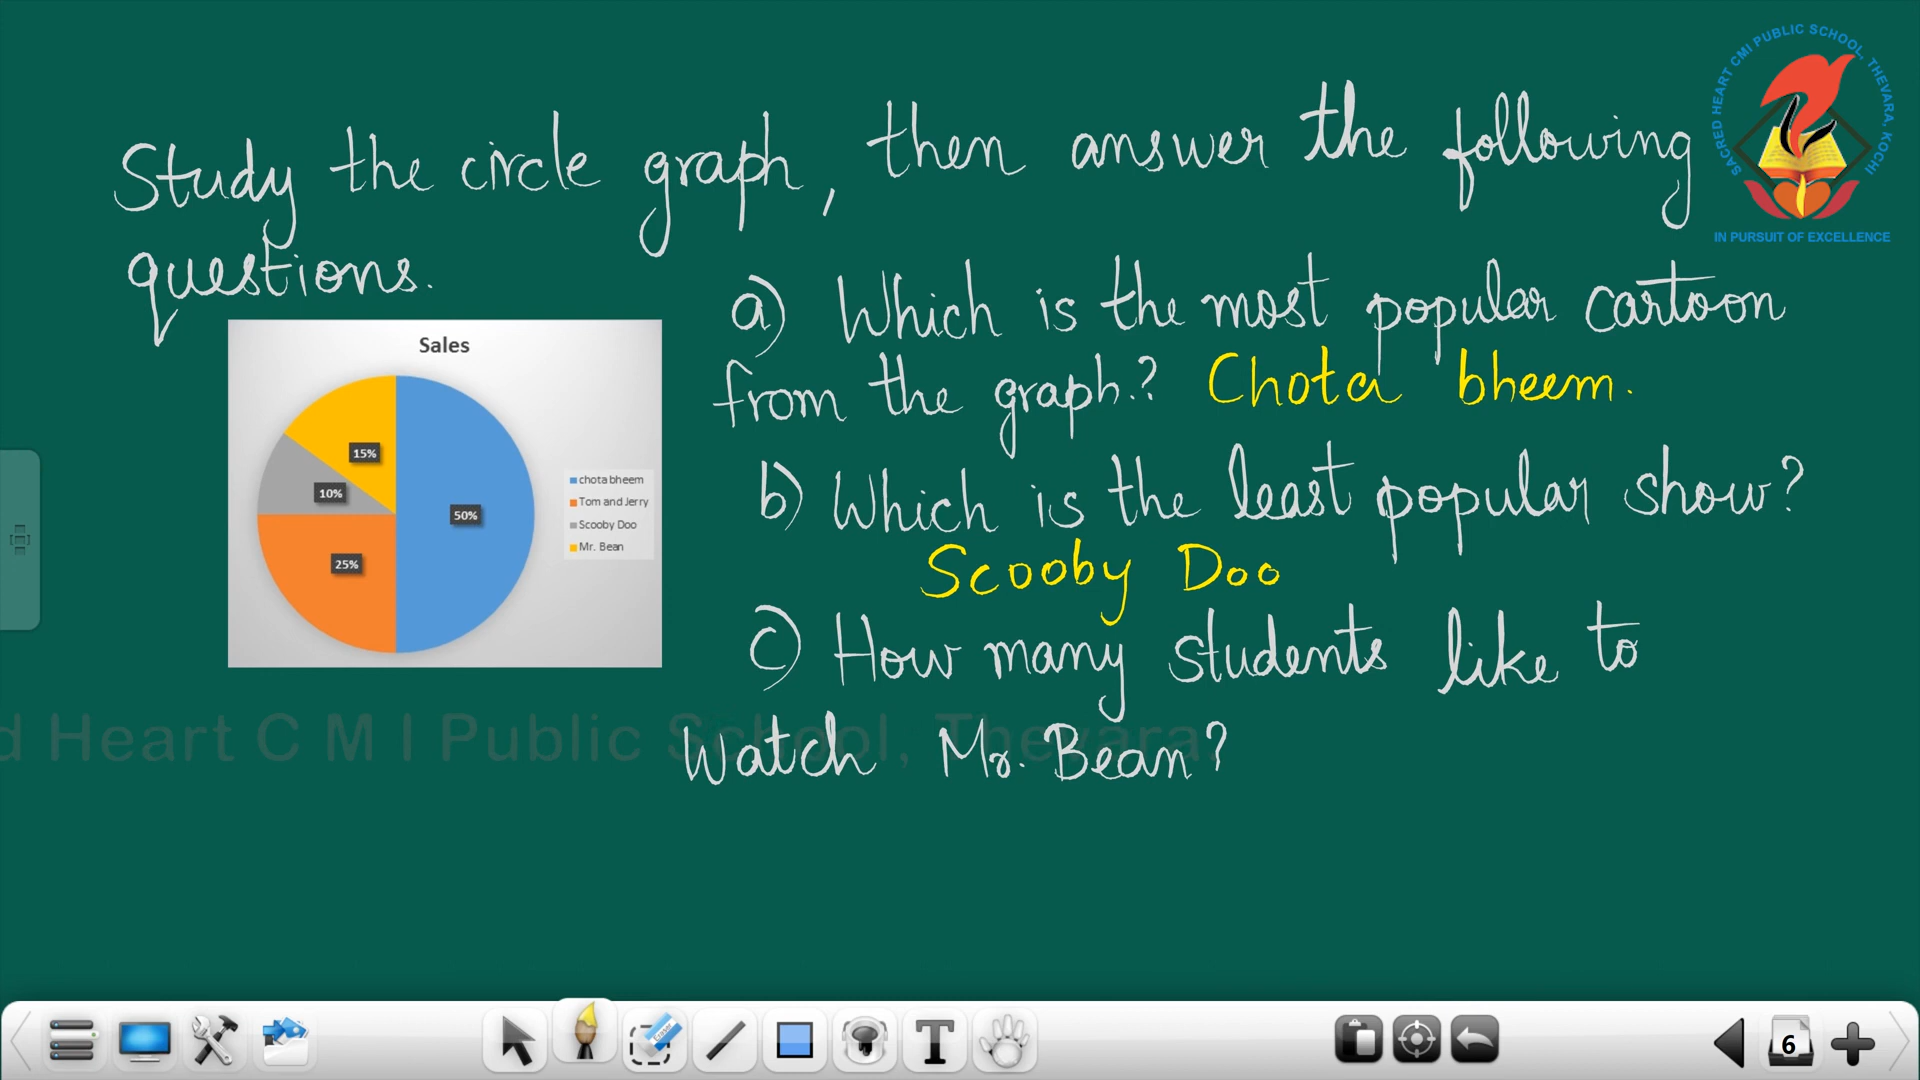 Study the circle graph, then answer the following
questions.
SACRED HEART CMI PUBLIC SCHOOL, THEVARA, KOCHI
IN PURSUIT OF EXCELLENCE
Sales
15%
10%
50%
25%
chota bheem
Tom and Jerry
Scooby Doo
Mr. Bean
a) Which is the most popular cartoon
from the graph.? Chota bheem.
b) Which is the least popular show?
Scooby Doo
c) How many students like to
Watch Mr. Bean?
d Heart C M I Public School, Thevara
T
6